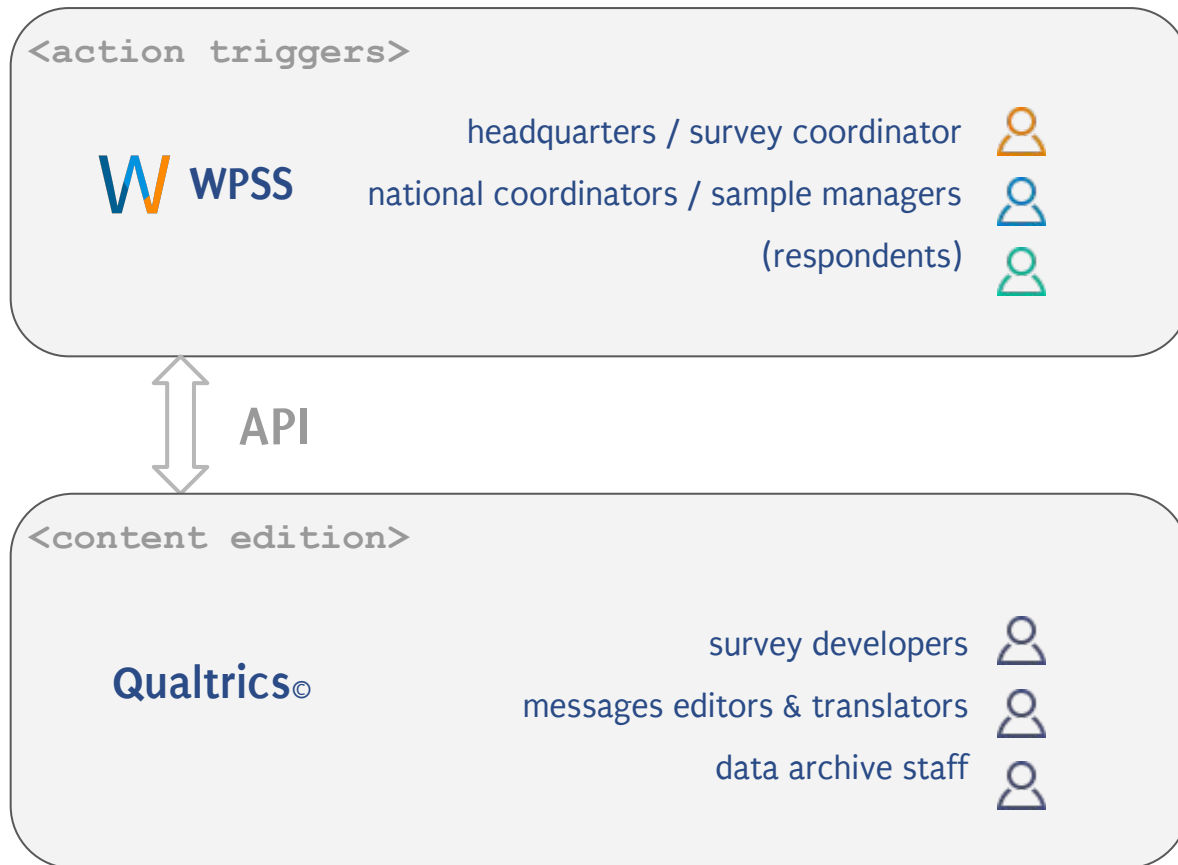 <action triggers>
headquarters / survey coordinator
W WPSS
national coordinators / sample managers
(respondents)
API
<content edition>
survey developers
Qualtrics©
messages editors & translators
data archive staff